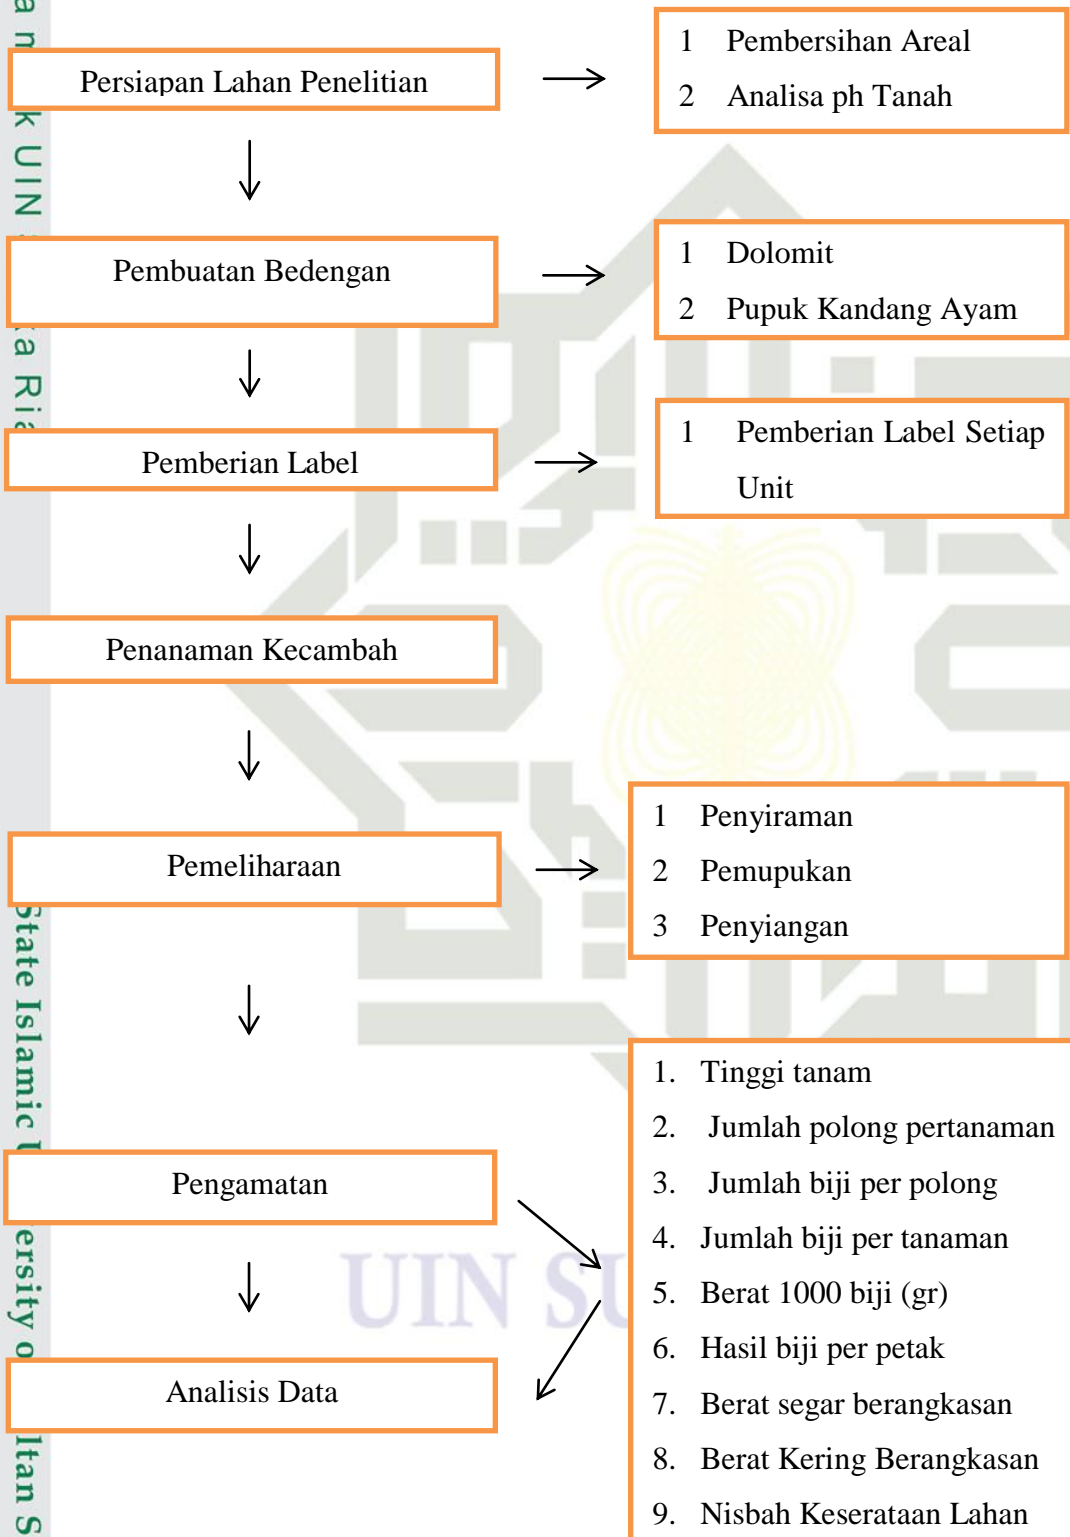 Persiapan Lahan Penelitian
1 Pembersihan Areal
2 Analisa ph Tanah
Pembuatan Bedengan
1 Dolomit
2 Pupuk Kandang Ayam
Pemberian Label
1 Pemberian Label Setiap
Unit
Penanaman Kecambah
Pemeliharaan
1 Penyiraman
2 Pemupukan
3 Penyiangan
Pengamatan
1. Tinggi tanam
2. Jumlah polong pertanaman
3. Jumlah biji per polong
4. Jumlah biji per tanaman
5. Berat 1000 biji (gr)
6. Hasil biji per petak
7. Berat segar berangkasan
8. Berat Kering Berangkasan
9. Nisbah Keserataan Lahan
Analisis Data
UIN SU
UIN
State Islamic